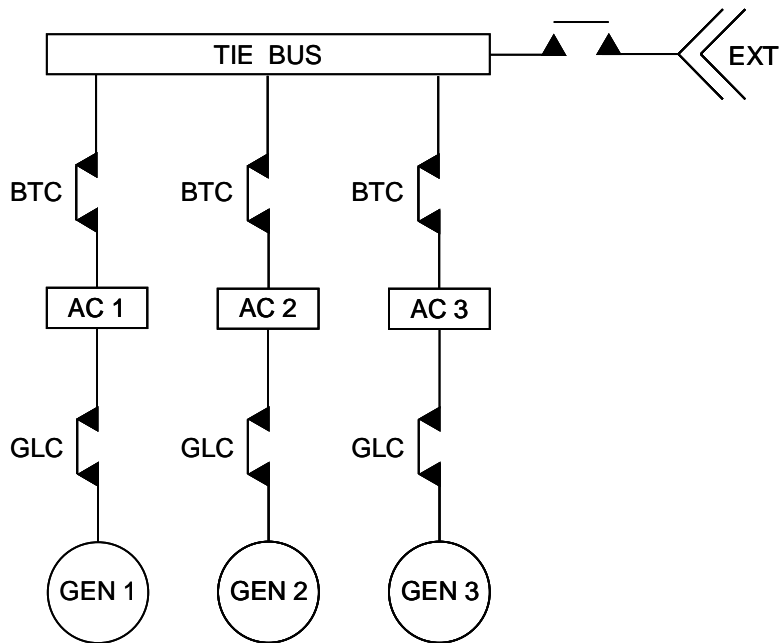 TIE BUS
EXT
BTC
BTC
BTC
AC 1
AC 2
AC 3
GLC
GLC
GLC
GEN 1
GEN 2
GEN 3